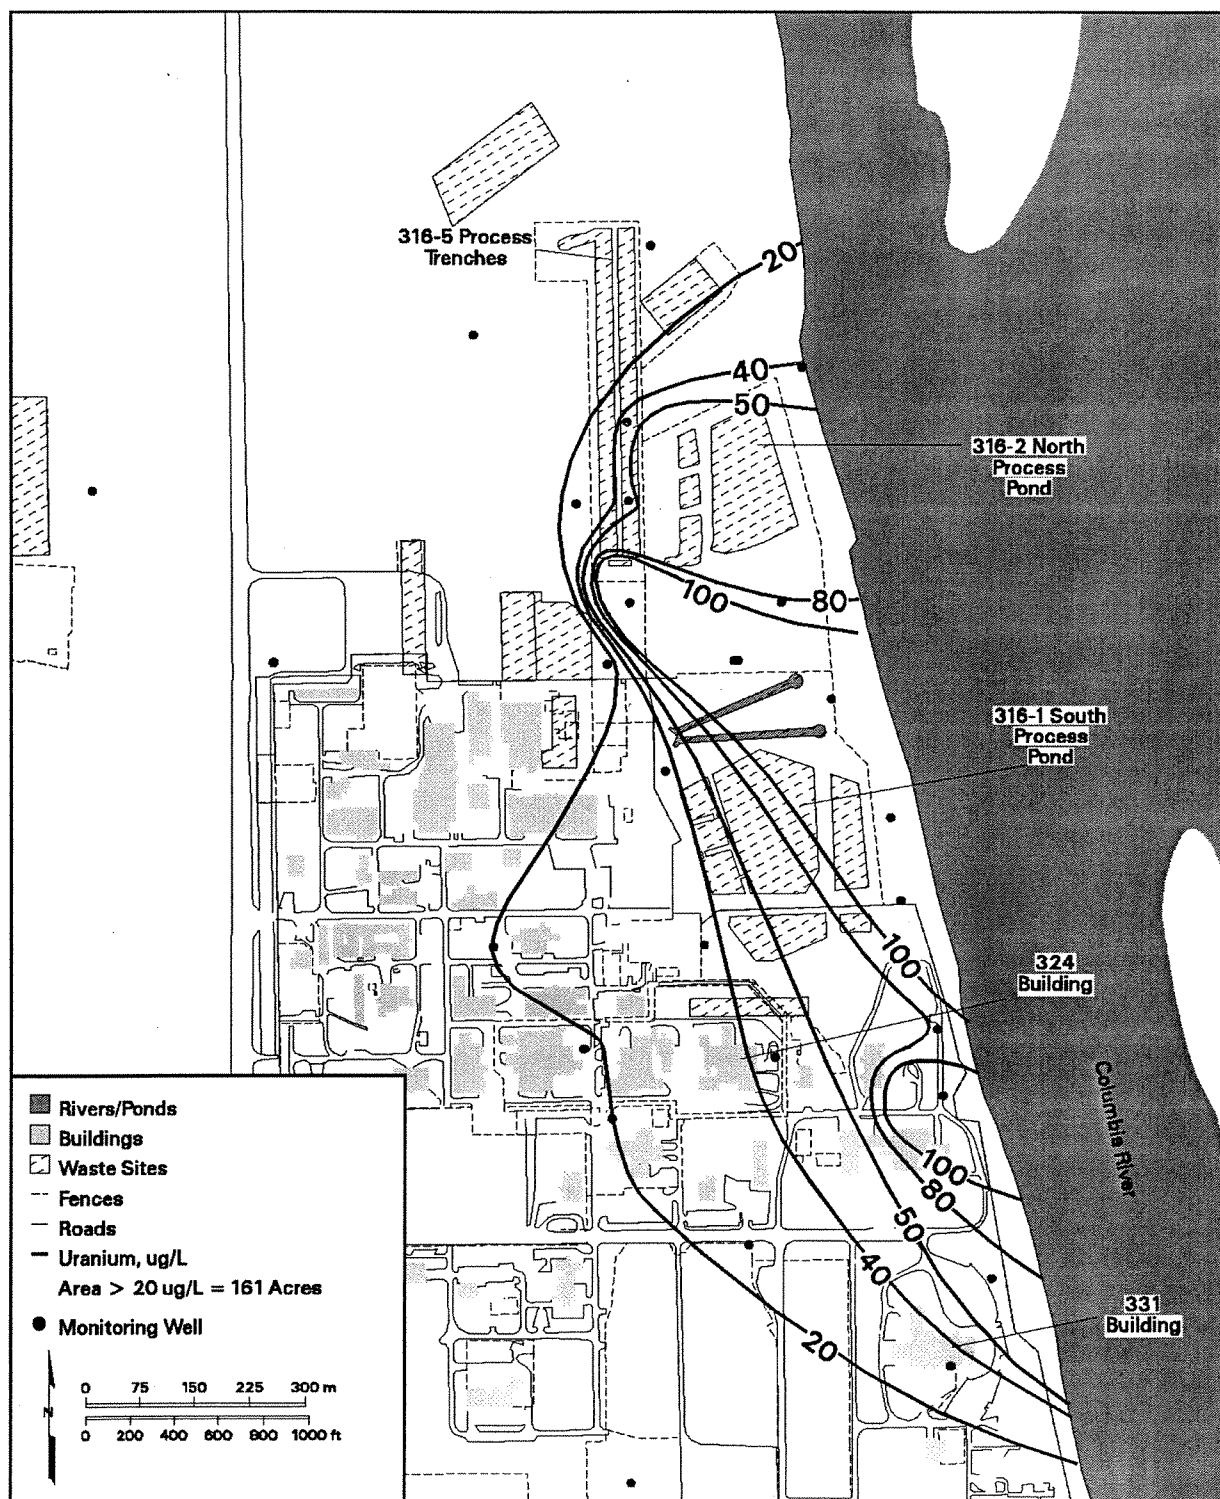 316-5 Process
Trenches
20
40
50
316-2 North
Process
Pond
80
100
316-1 South
Process
Pond
100
324
Building
Columbia River
100
80
50
40
331
Building
20
Rivers/Ponds
Buildings
Waste Sites
Fences
Roads
Uranium, ug/L
Area > 20 ug/L = 161 Acres
Monitoring Well
N
0 75 150 225 300 m
0 200 400 600 800 1000 ft